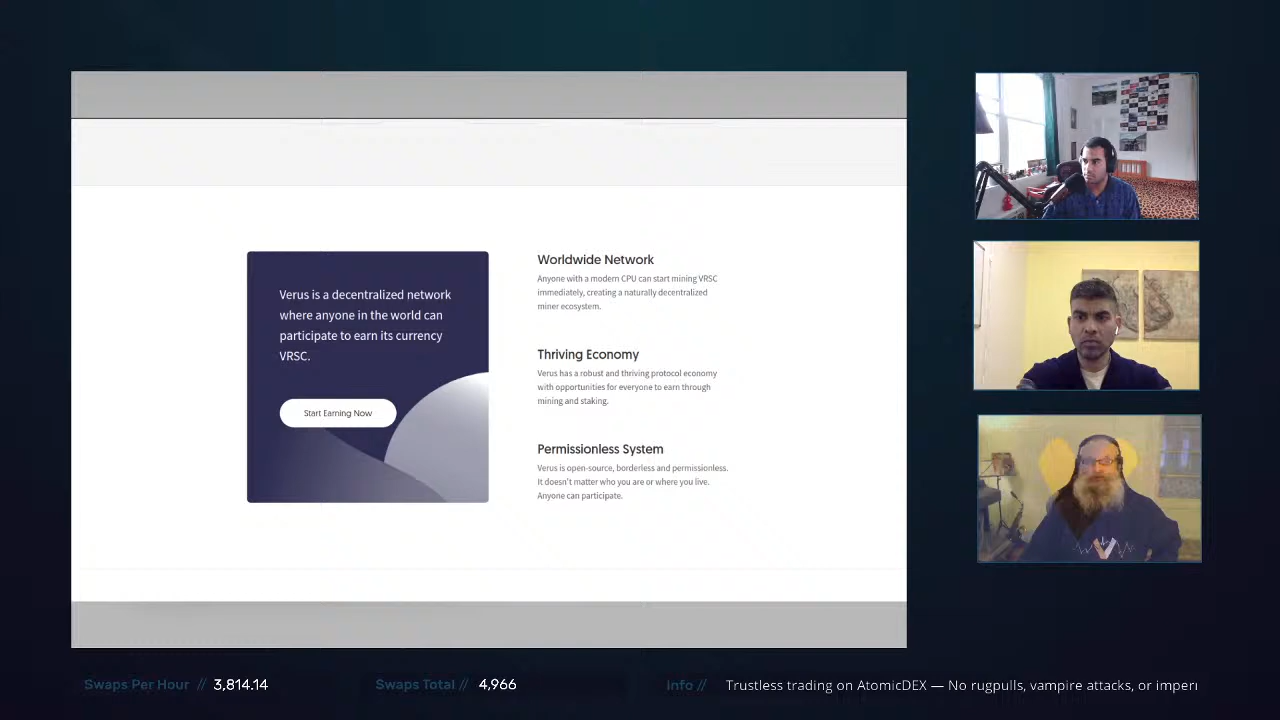 Verus is a decentralized network
where anyone in the world can
participate to earn its currency
VRSC.
Start Earning Now
Worldwide Network
Anyone with a modern CPU can start mining VRSC
immediately, creating a naturally decentralized
miner ecosystem.
Thriving Economy
Verus has a robust and thriving protocol economy
with opportunities for everyone to earn through
mining and staking.
Permissionless System
Verus is open-source, borderless and permissionless.
It doesn't matter who you are or where you live.
Anyone can participate.
Swaps Per Hour // 3,814.14
Swaps Total // 4,966
Info // Trustless trading on AtomicDEX — No rugpulls, vampire attacks, or imperi